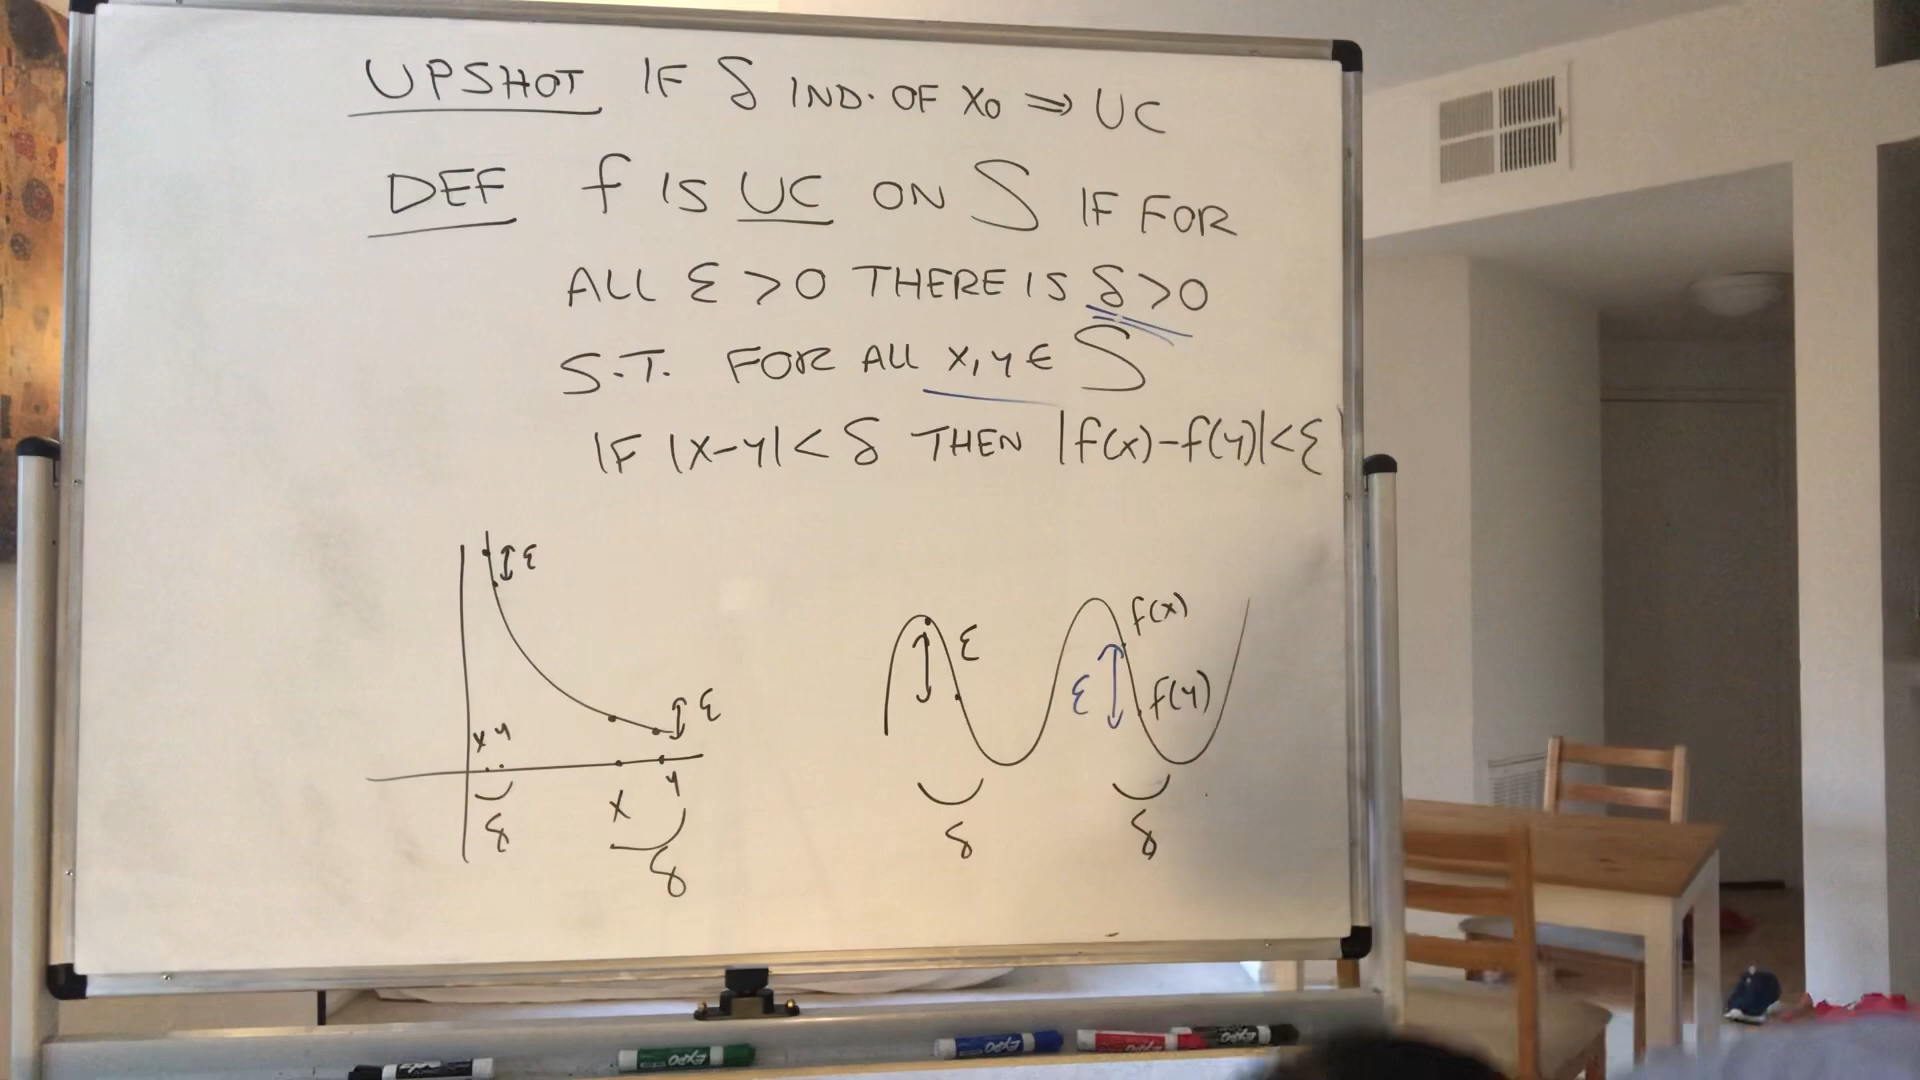 UPSHOT IF δ IND. OF x0 ⇒ UC
DEF f IS UC ON S IF FOR
ALL ε > 0 THERE IS δ > 0
S.T. FOR ALL x, y ∈ S
IF |x-y| < δ THEN |f(x)-f(y)| < ε
ε
ε
x y
δ
x
y
δ
ε
f(x)
ε
f(y)
δ
δ
EXPO
EXPO
EXPO
EXPO